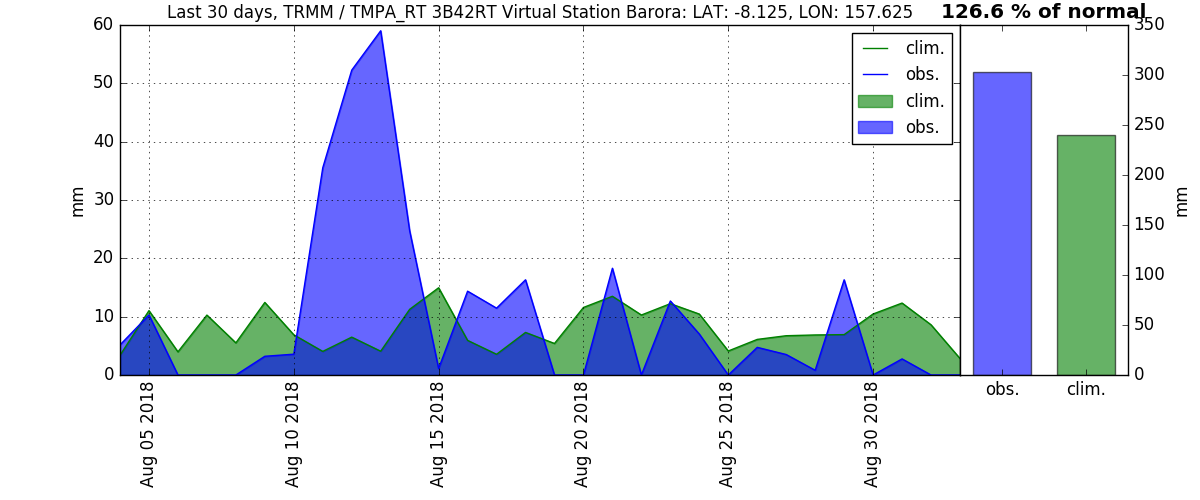 Last 30 days, TRMM / TMPA_RT 3B42RT Virtual Station Barora: LAT: -8.125, LON: 157.625
126.6 % of normal
60
50
40
30
20
10
0
mm
clim.
obs.
clim.
obs.
350
300
250
200
150
100
50
0
mm
Aug 05 2018
Aug 10 2018
Aug 15 2018
Aug 20 2018
Aug 25 2018
Aug 30 2018
obs.
clim.